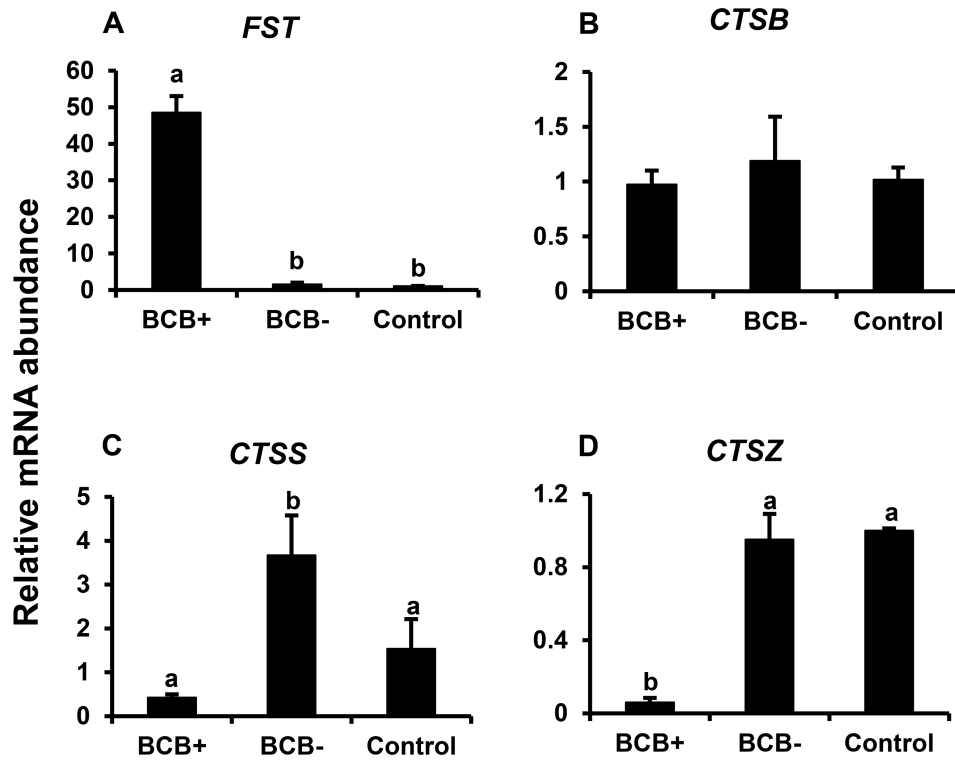 Relative mRNA abundance
A
FST
60
50
40
30
20
10
0
a
b
b
BCB+ BCB- Control
B
CTSB
2
1.5
1
0.5
0
BCB+ BCB- Control
C
CTSS
5
4
3
2
1
0
a
b
a
BCB+ BCB- Control
D
CTSZ
1.2
0.8
0.4
0
b
a
a
BCB+ BCB- Control